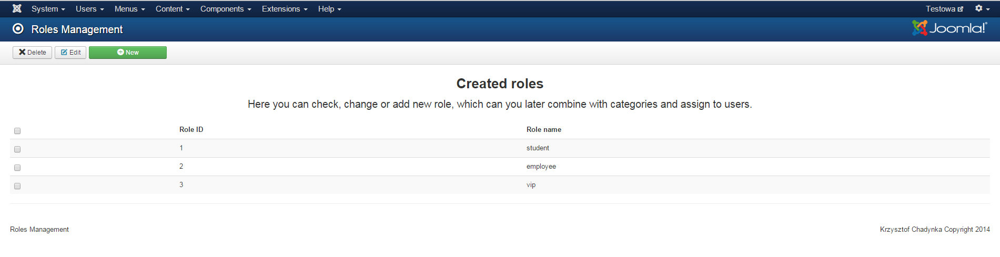 System Users Menus Content Components Extensions Help Testowa
Roles Management Joomla!®
Delete Edit New
Created roles
Here you can check, change or add new role, which can you later combine with categories and assign to users.
Role ID Role name
1 student
2 employee
3 vip
Roles Management Krzysztof Chadynka Copyright 2014